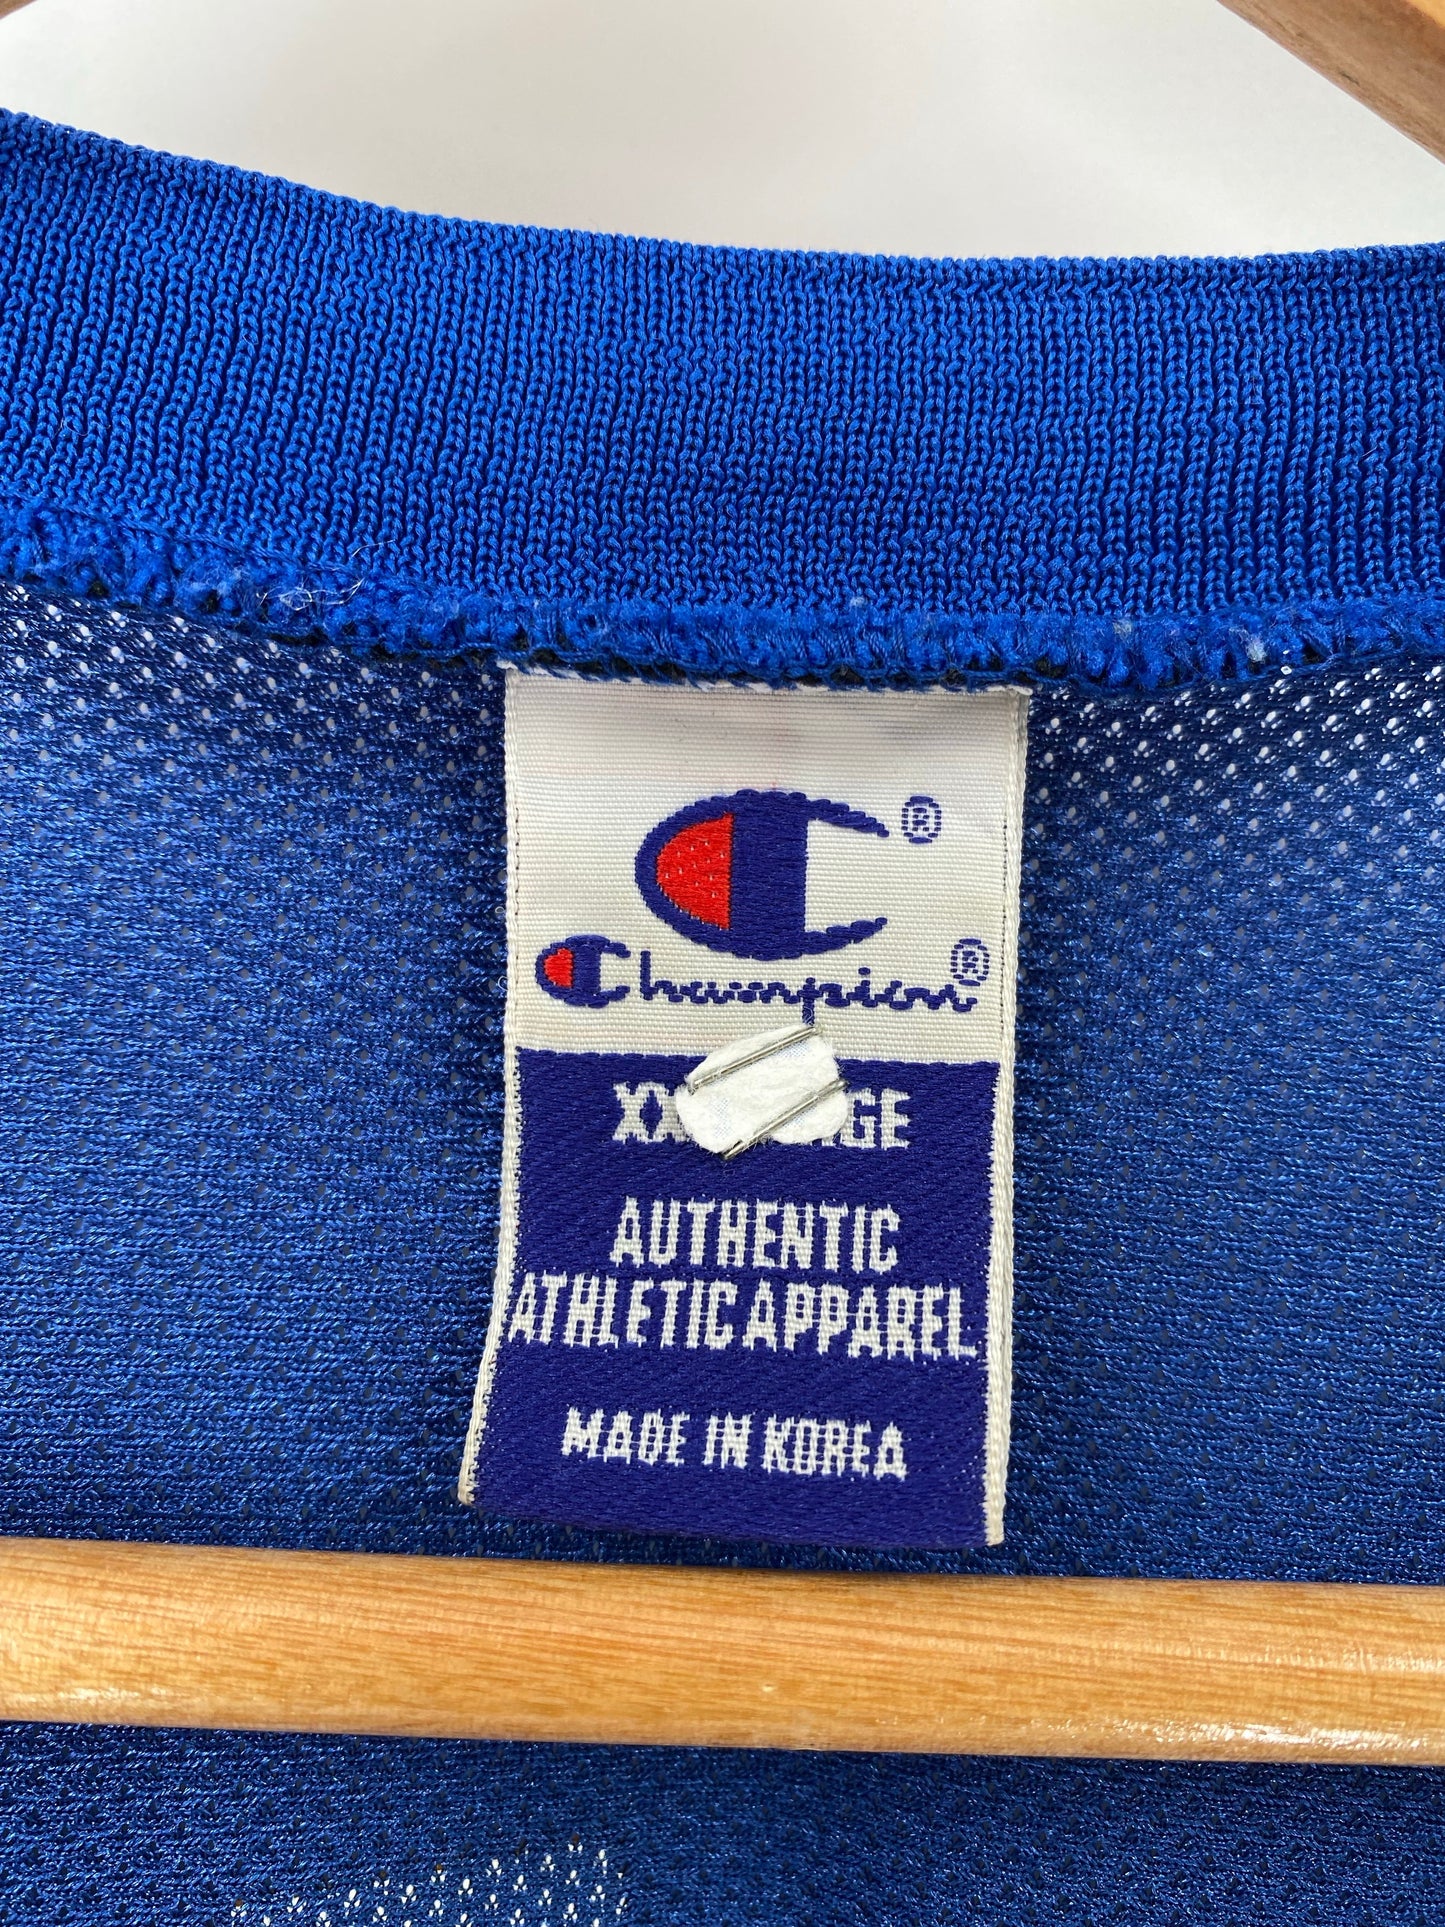 ®
Champion ®
AUTHENTIC
ATHLETIC APPAREL
MADE IN KOREA